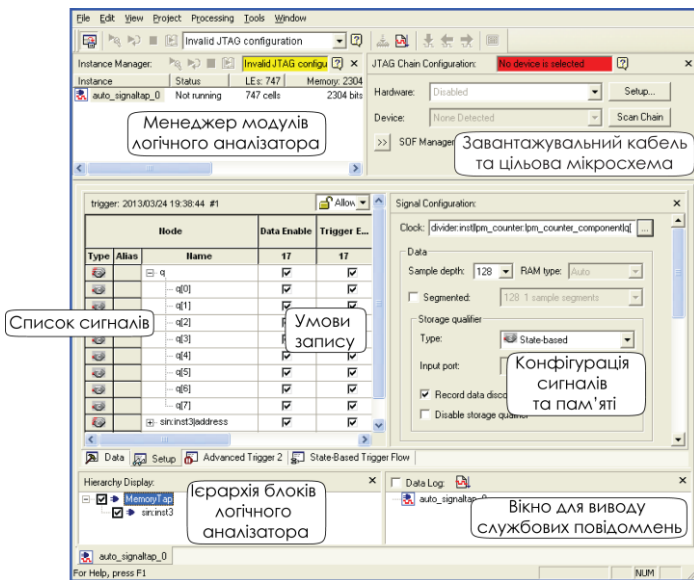 File Edit View Project Processing Tools Window
Invalid JTAG configuration
Instance Manager: Invalid JTAG configu
JTAG Chain Configuration: No device is selected
Instance Status LEs: 747 Memory: 2304
auto_signaltap_0 Not running 747 cells 2304 bits
Hardware: Disabled Setup...
Device: None Detected Scan Chain
>> SOF Manager
Менеджер модулів
логічного аналізатора
Завантажувальний кабель
та цільова мікросхема
trigger: 2013/03/24 19:38:44 #1 Allow
Signal Configuration:
Node Data Enable Trigger E...
Type Alias Name 17 17
Clock: divider:inst|lpm_counter:lpm_counter_component|q[ ...
Data
Sample depth: 128 RAM type: Auto
Segmented: 128 1 sample segments
Storage qualifier
Type: State-based
Input port:
Record data disco
Disable storage qualifier
q
q[0]
q[1]
q[2]
q[3]
q[4]
q[5]
q[6]
q[7]
sin:inst3|address
Список сигналів
Умови
запису
Конфігурація
сигналів
та пам’яті
Data Setup Advanced Trigger 2 State-Based Trigger Flow
Hierarchy Display:
MemoryTap
sin:inst3
Ієрархія блоків
логічного
аналізатора
Data Log:
auto_signaltap_0
Вікно для виводу
службових повідомлень
auto_signaltap_0
For Help, press F1 NUM